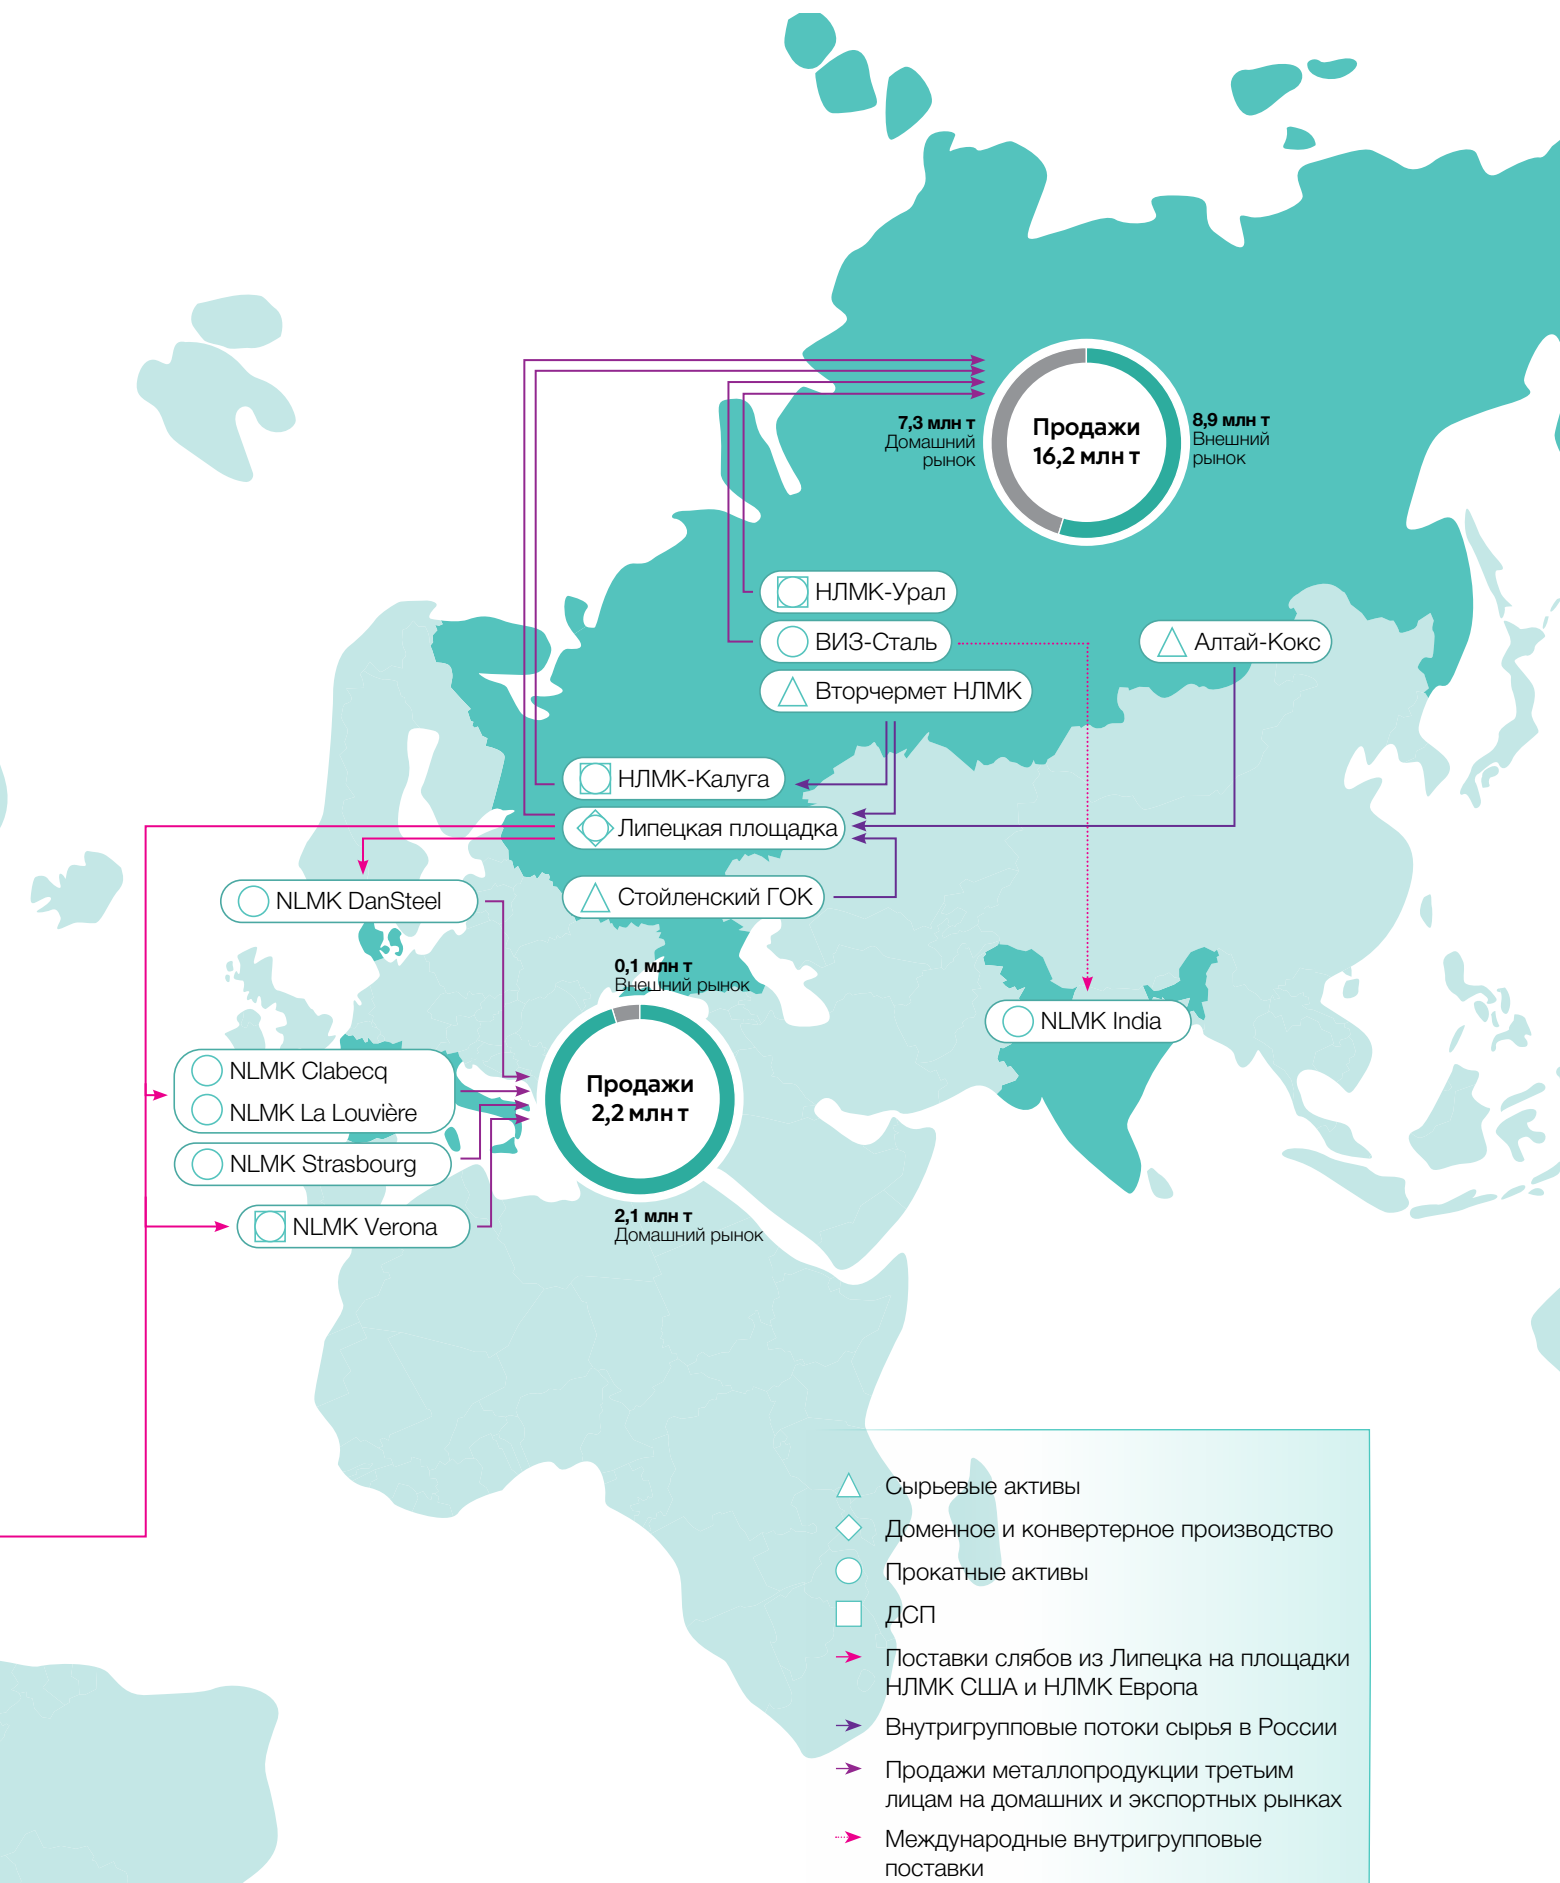 7,3 млн т
Домашний
рынок
Продажи
16,2 млн т
8,9 млн т
Внешний
рынок
НЛМК-Урал
ВИЗ-Сталь
Алтай-Кокс
Вторчермет НЛМК
НЛМК-Калуга
Липецкая площадка
Стойленский ГОК
NLMK DanSteel
0,1 млн т
Внешний рынок
NLMK India
Продажи
2,2 млн т
NLMK Clabecq
NLMK La Louvière
NLMK Strasbourg
NLMK Verona
2,1 млн т
Домашний рынок
Сырьевые активы
Доменное и конвертерное производство
Прокатные активы
ДСП
Поставки слябов из Липецка на площадки
НЛМК США и НЛМК Европа
Внутригрупповые потоки сырья в России
Продажи металлопродукции третьим
лицам на домашних и экспортных рынках
Международные внутригрупповые
поставки